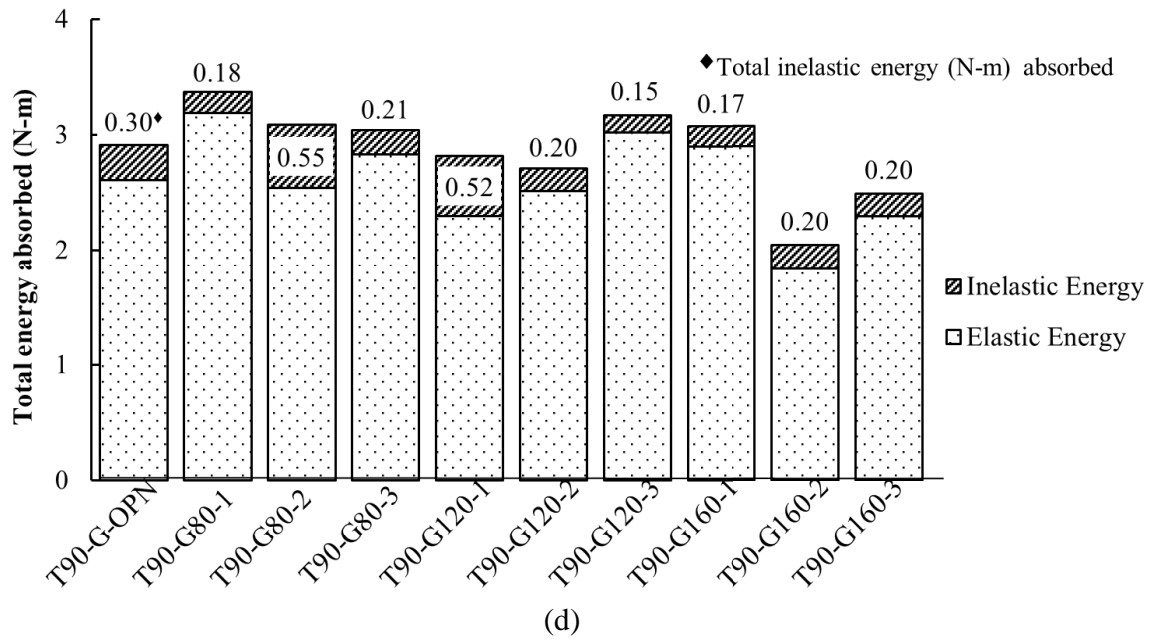 Total energy absorbed (N-m)
4
3
2
1
0
♦Total inelastic energy (N-m) absorbed
0.30♦
0.18
0.55
0.21
0.52
0.20
0.15
0.17
0.20
0.20
Inelastic Energy
Elastic Energy
T90-G-OPN
T90-G80-1
T90-G80-2
T90-G80-3
T90-G120-1
T90-G120-2
T90-G120-3
T90-G160-1
T90-G160-2
T90-G160-3
(d)